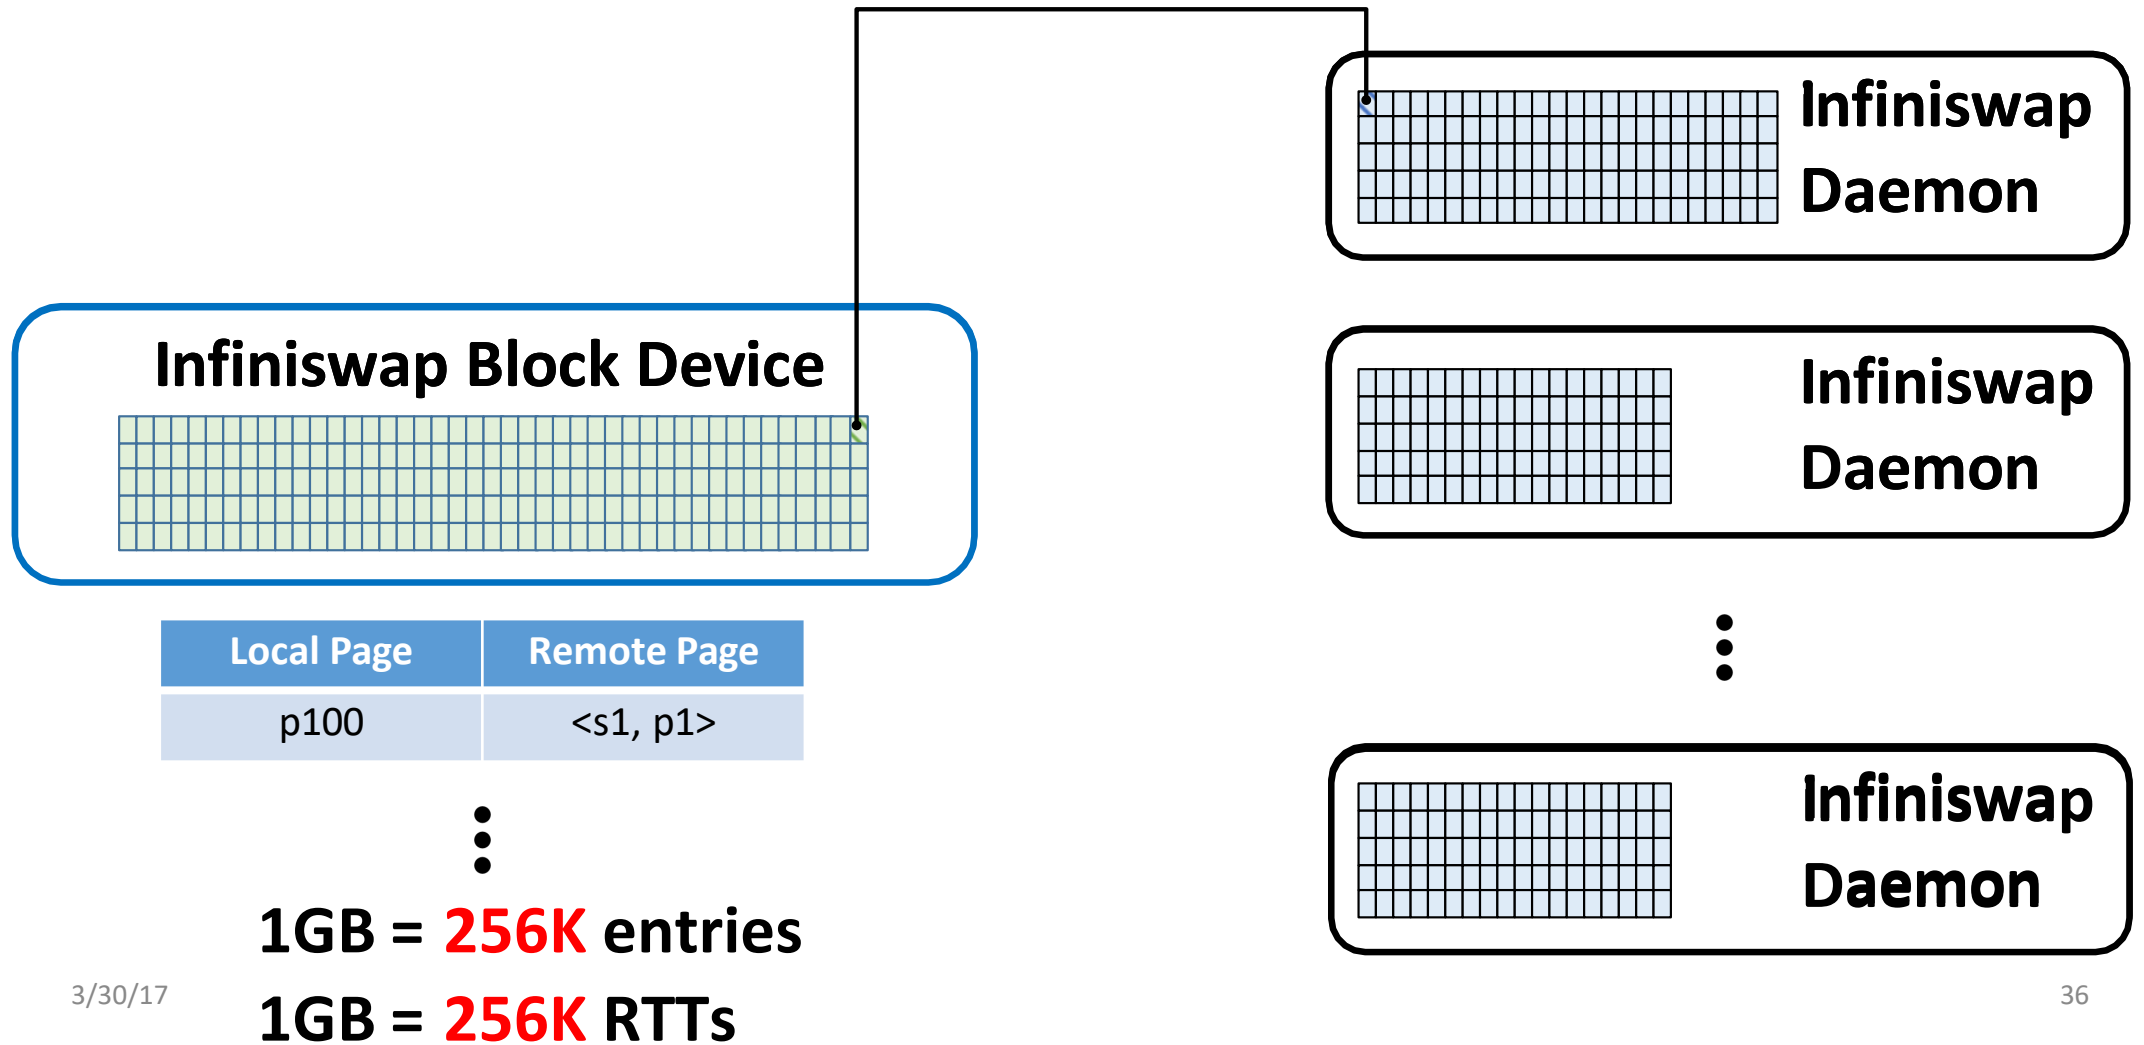 Infiniswap
Daemon
Infiniswap Block Device
Infiniswap
Daemon
Local Page Remote Page
p100 <s1, p1>
Infiniswap
Daemon
1GB = 256K entries
1GB = 256K RTTs
3/30/17
36